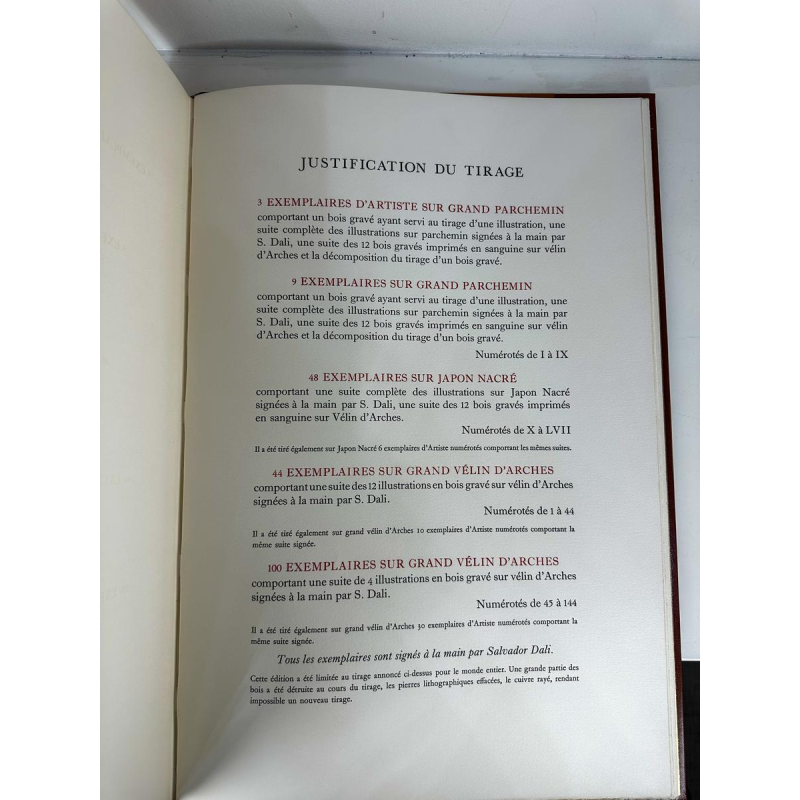 JUSTIFICATION DU TIRAGE
3 EXEMPLAIRES D'ARTISTE SUR GRAND PARCHEMIN
comportant un bois gravé ayant servi au tirage d'une illustration, une
suite complète des illustrations sur parchemin signées à la main par
S. Dali, une suite des 12 bois gravés imprimés en sanguine sur vélin
d'Arches et la décomposition du tirage d'un bois gravé.
9 EXEMPLAIRES SUR GRAND PARCHEMIN
comportant un bois gravé ayant servi au tirage d'une illustration, une
suite complète des illustrations sur parchemin signées à la main par
S. Dali, une suite des 12 bois gravés imprimés en sanguine sur vélin
d'Arches et la décomposition du tirage d'un bois gravé.
Numérotés de I à IX
48 EXEMPLAIRES SUR JAPON NACRÉ
comportant une suite complète des illustrations sur Japon Nacré
signées à la main par S. Dali, une suite des 12 bois gravés imprimés
en sanguine sur Vélin d'Arches.
Numérotés de X à LVII
Il a été tiré également sur Japon Nacré 6 exemplaires d'Artiste numérotés comportant les mêmes suites.
44 EXEMPLAIRES SUR GRAND VÉLIN D'ARCHES
comportant une suite des 12 illustrations en bois gravé sur vélin d'Arches
signées à la main par S. Dali.
Numérotés de 1 à 44
Il a été tiré également sur grand vélin d'Arches 10 exemplaires d'Artiste numérotés comportant la
même suite signée.
100 EXEMPLAIRES SUR GRAND VÉLIN D'ARCHES
comportant une suite de 4 illustrations en bois gravé sur vélin d'Arches
signées à la main par S. Dali.
Numérotés de 45 à 144
Il a été tiré également sur grand vélin d'Arches 30 exemplaires d'Artiste numérotés comportant la
même suite signée.
Tous les exemplaires sont signés à la main par Salvador Dali.
Cette édition a été limitée au tirage annoncé ci-dessus pour le monde entier. Une grande partie des
bois a été détruite au cours du tirage, les pierres lithographiques effacées, le cuivre rayé, rendant
impossible un nouveau tirage.